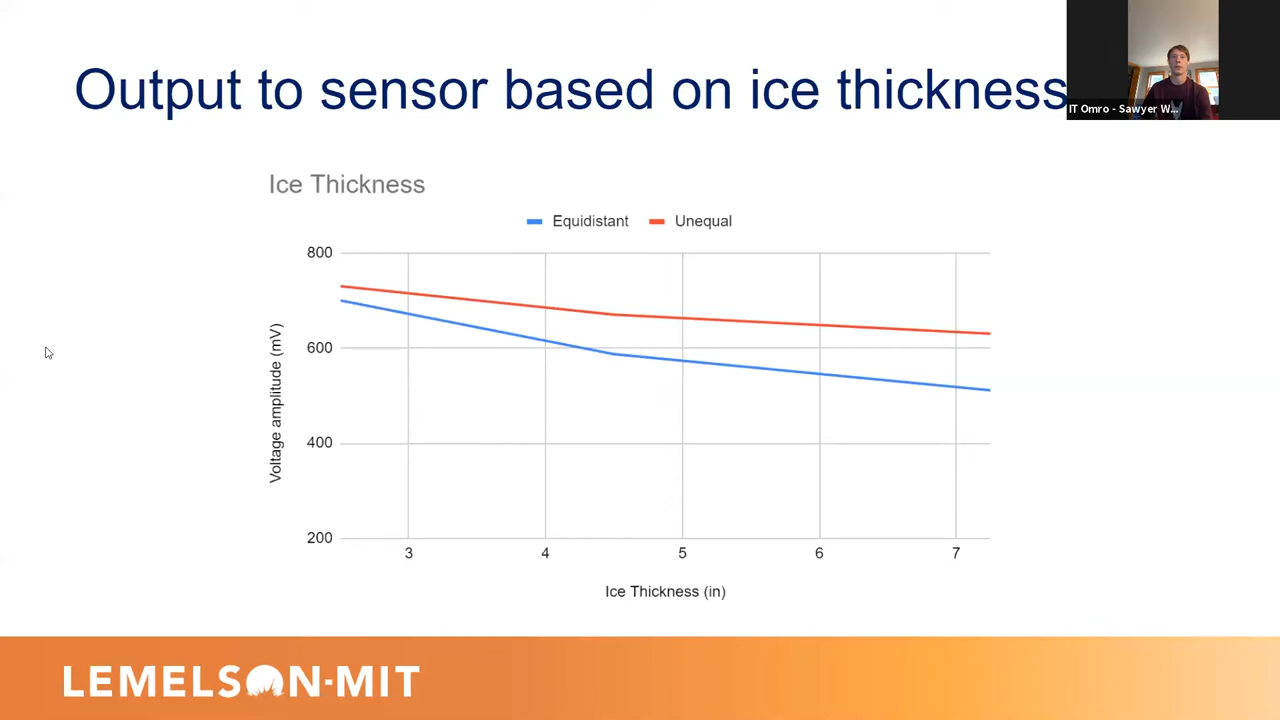 Output to sensor based on ice thickness
IT Omro - Sawyer W...
Ice Thickness
Equidistant Unequal
800
600
400
200
Voltage amplitude (mV)
3 4 5 6 7
Ice Thickness (in)
LEMELSON-MIT